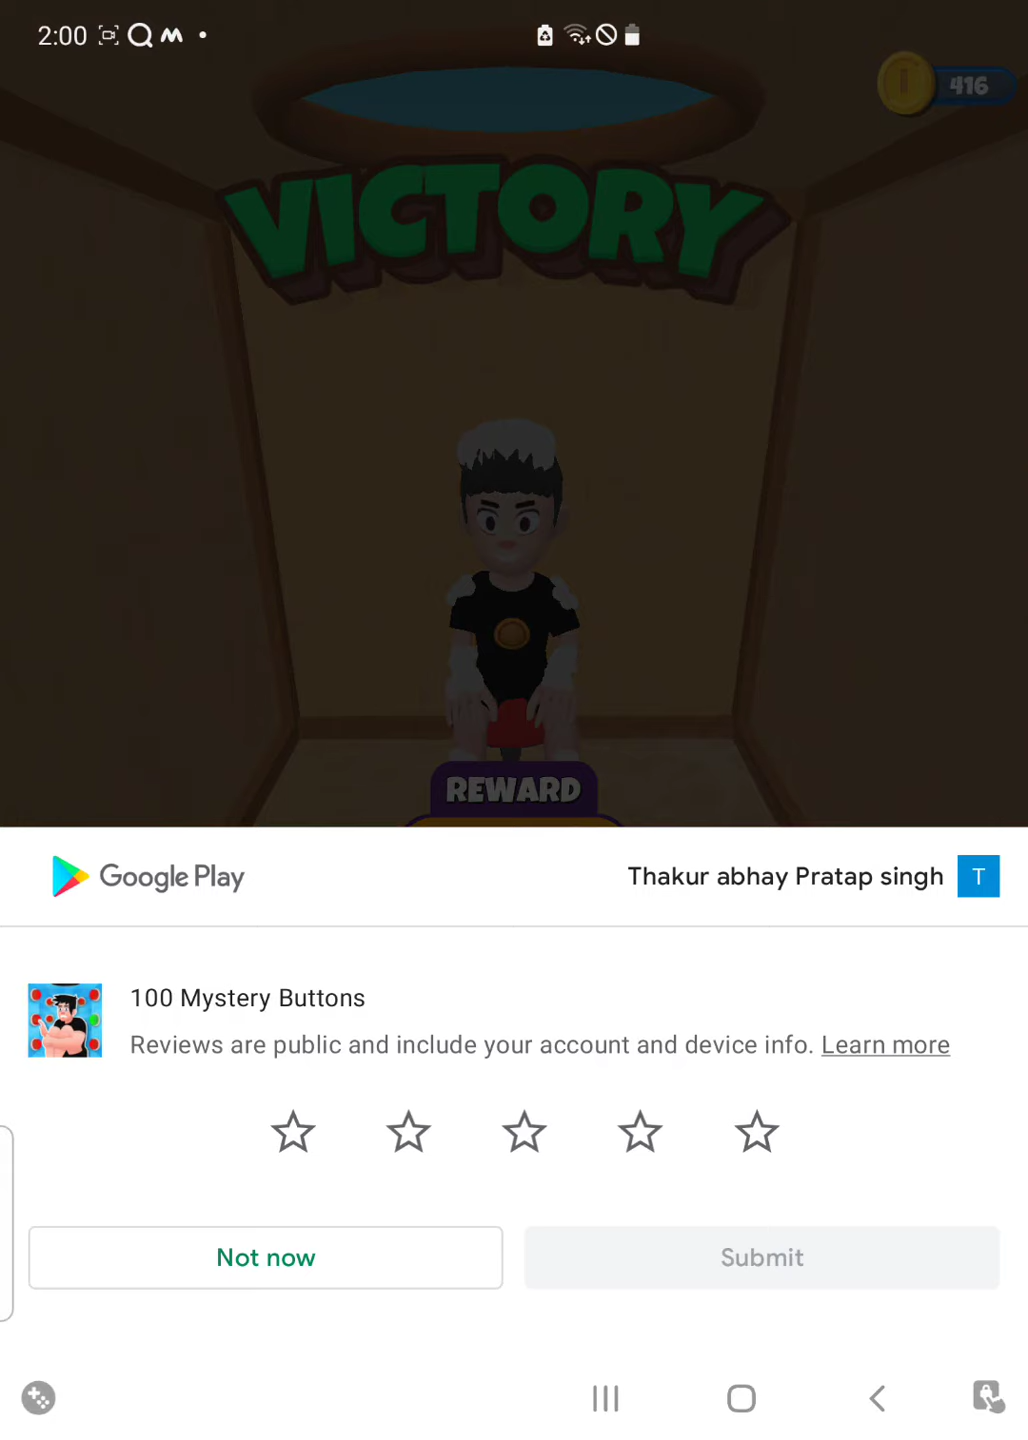 2:00
416
VICTORY
REWARD
Google Play
Thakur abhay Pratap singh T
100 Mystery Buttons
Reviews are public and include your account and device info. Learn more
Not now
Submit